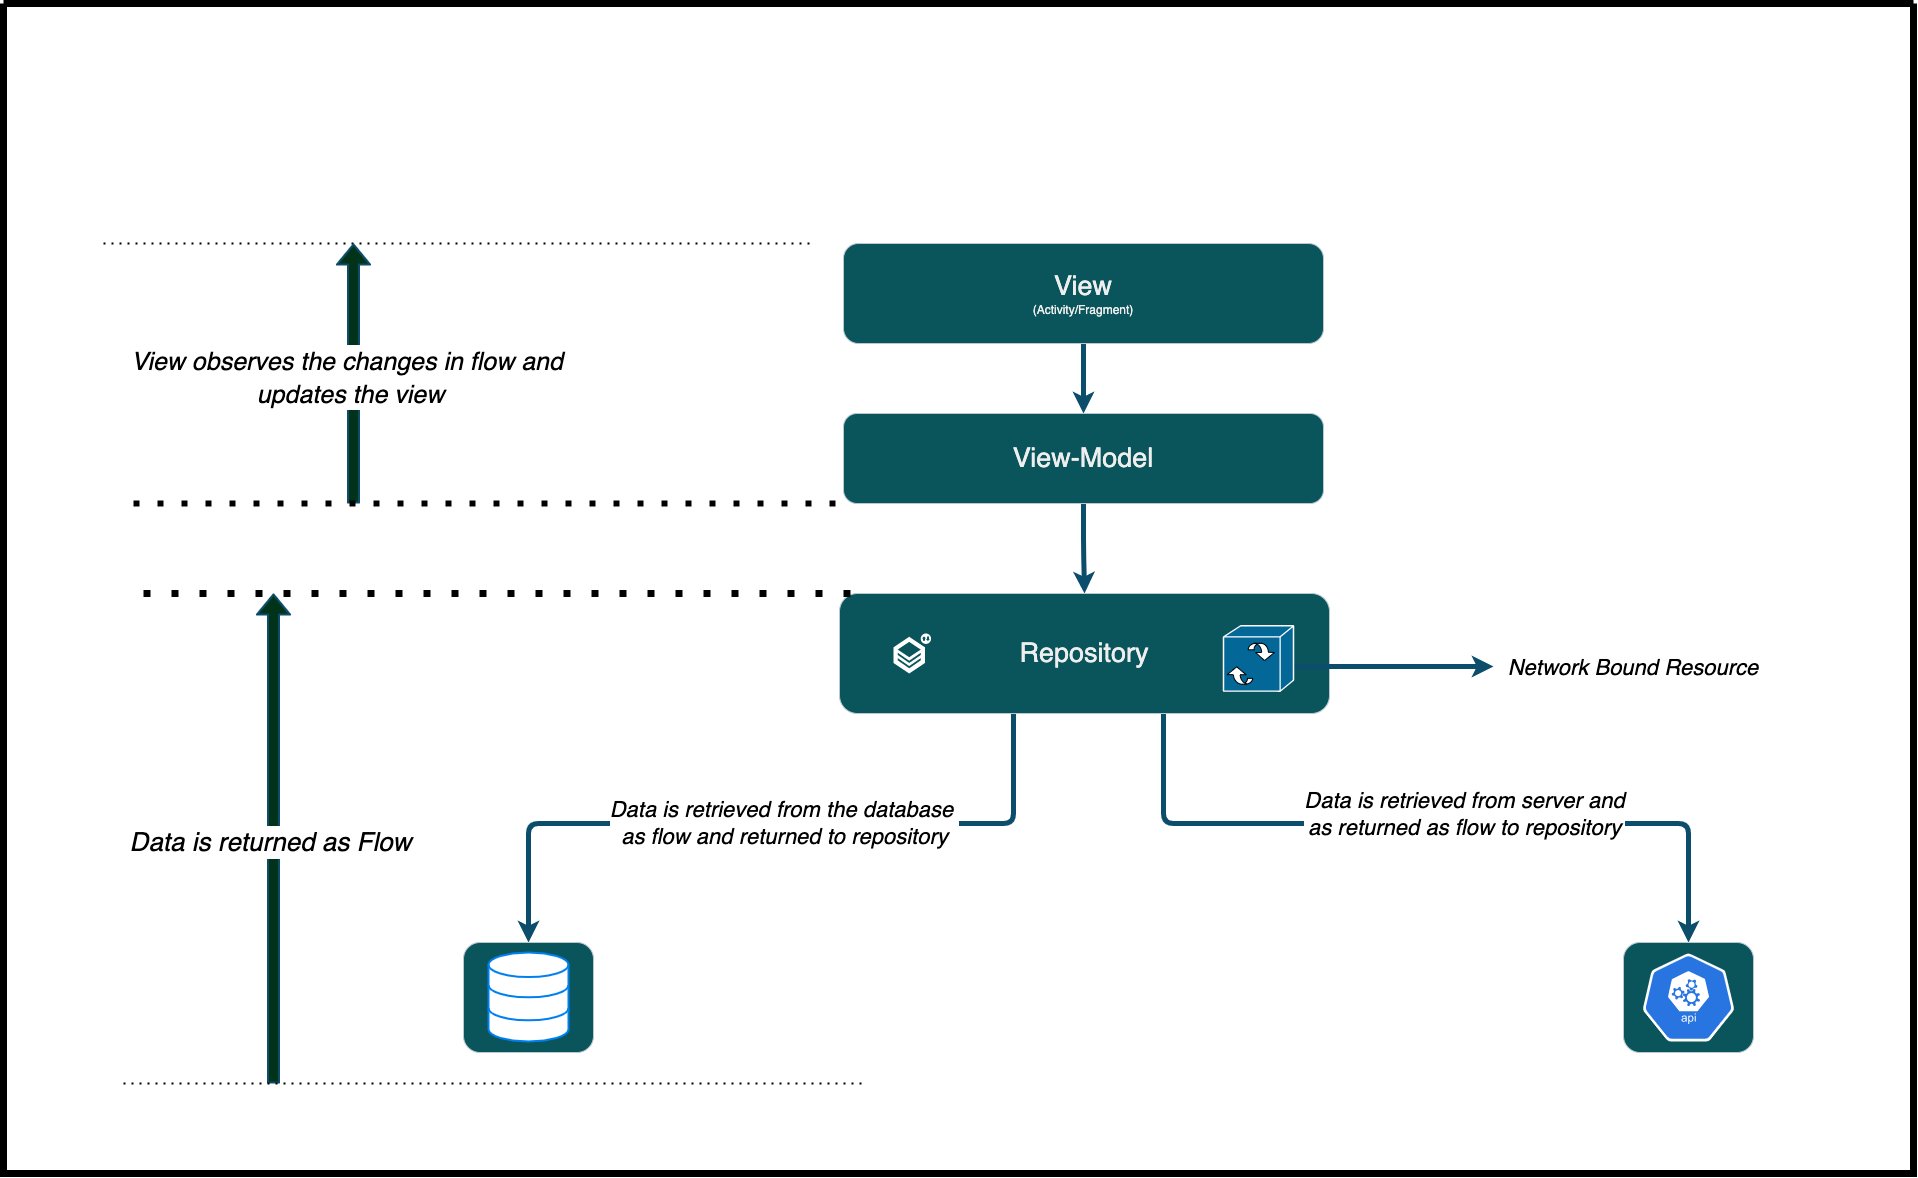 View
(Activity/Fragment)
View observes the changes in flow and
updates the view
View-Model
Repository
Network Bound Resource
Data is retrieved from the database
as flow and returned to repository
Data is retrieved from server and
as returned as flow to repository
Data is returned as Flow
api